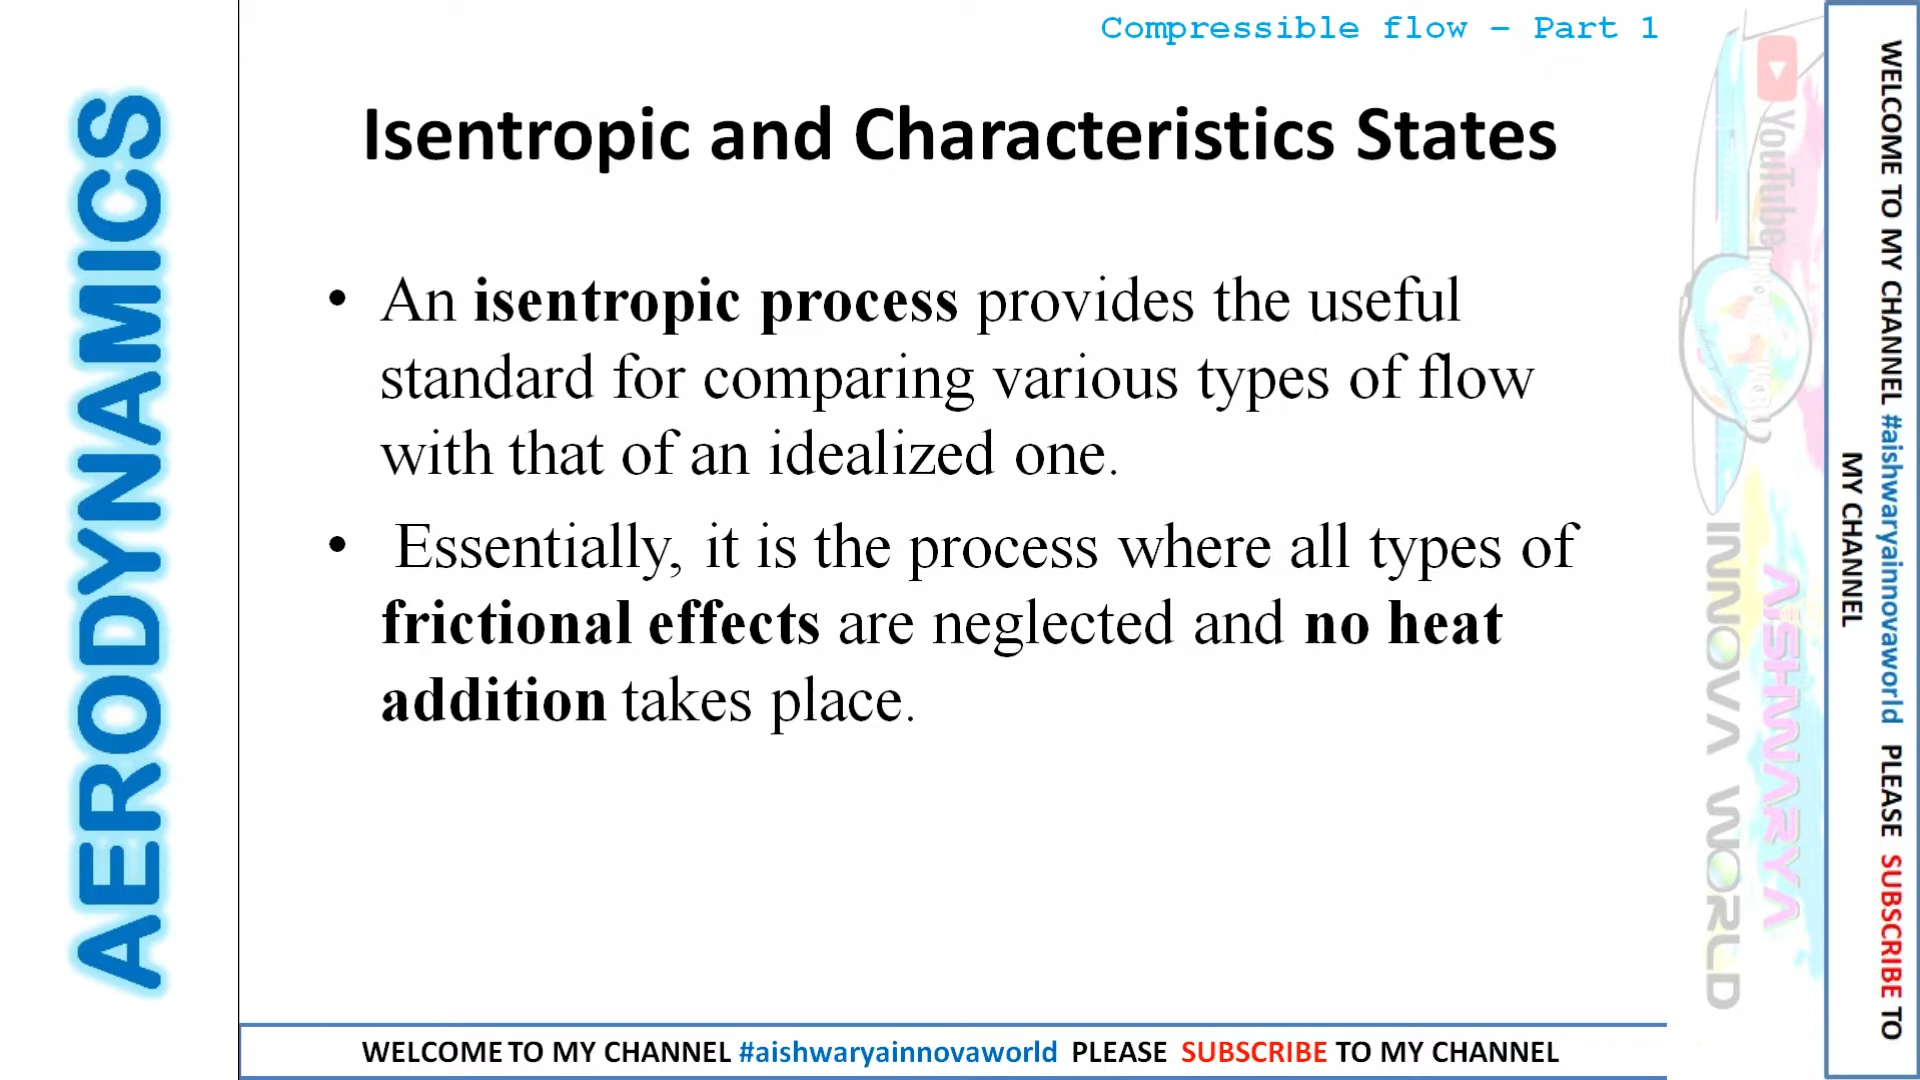 Compressible flow – Part 1
AERODYNAMICS
Isentropic and Characteristics States
• An isentropic process provides the useful
standard for comparing various types of flow
with that of an idealized one.
• Essentially, it is the process where all types of
frictional effects are neglected and no heat
addition takes place.
WELCOME TO MY CHANNEL #aishwaryainnovaworld PLEASE SUBSCRIBE TO MY CHANNEL
YouTube
AISHWARYA
INNOVA WORLD
WELCOME TO MY CHANNEL #aishwaryainnovaworld PLEASE SUBSCRIBE TO
MY CHANNEL